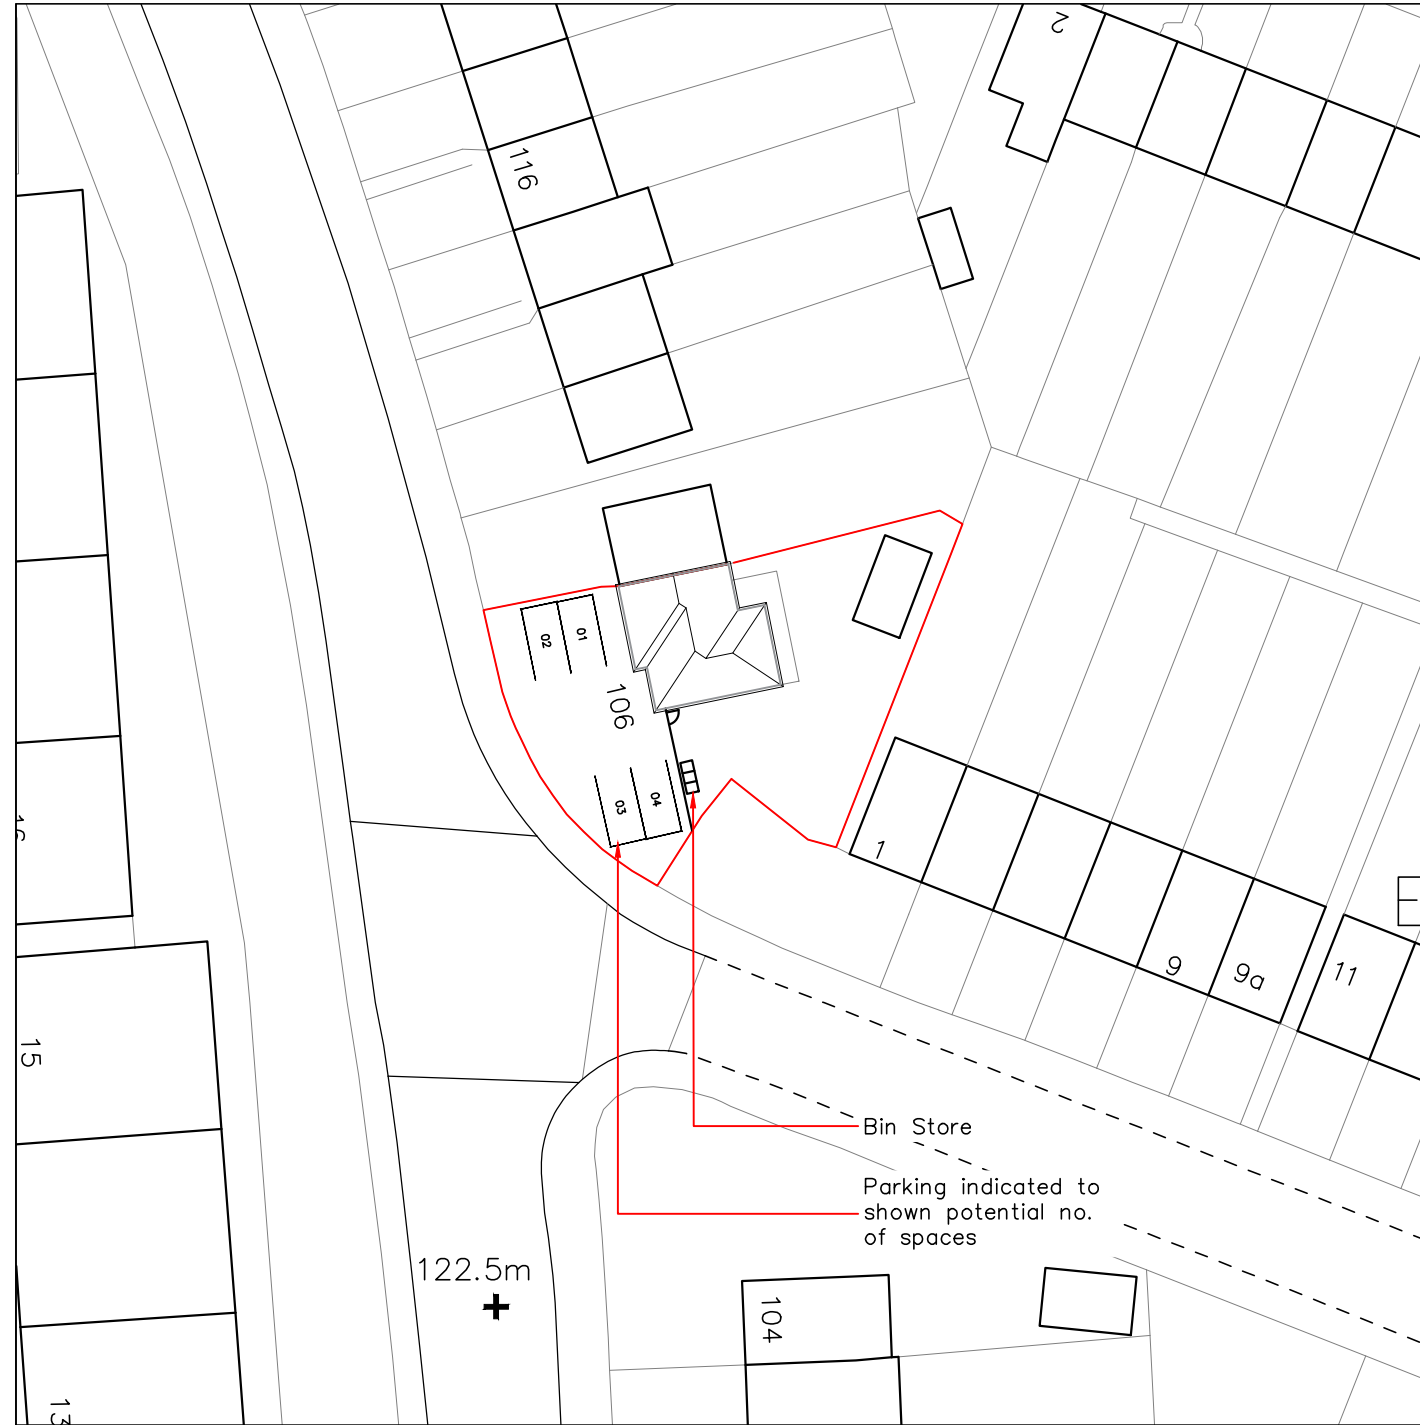 2
116
01
02
106
04
03
1
9
9a
11
15
Bin Store
Parking indicated to
shown potential no.
of spaces
122.5m
104